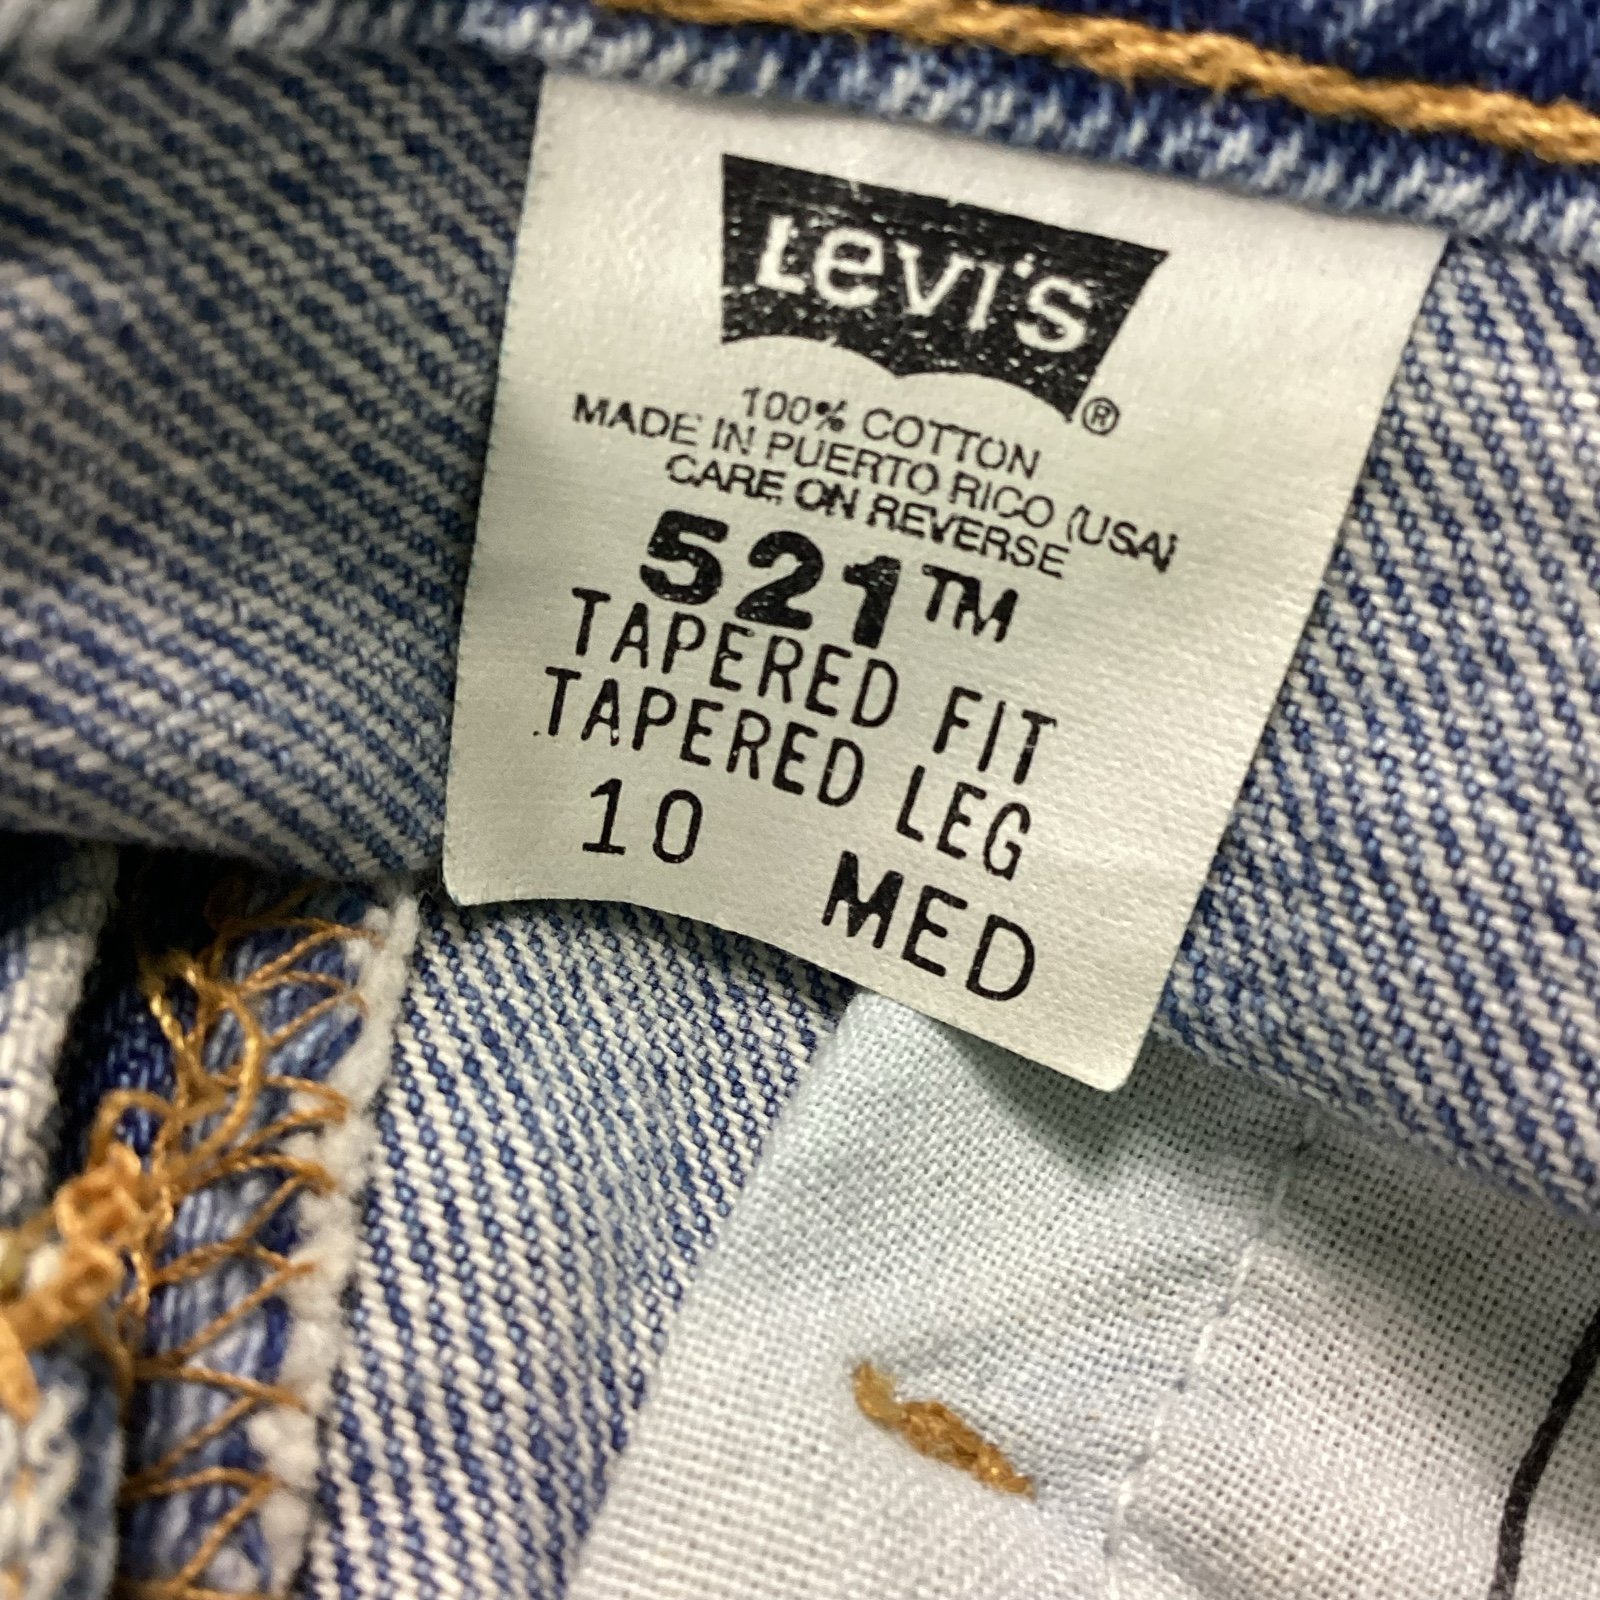 Levi's®
100% COTTON
MADE IN PUERTO RICO (USA)
CARE ON REVERSE
521™
TAPERED FIT
TAPERED LEG
10 MED